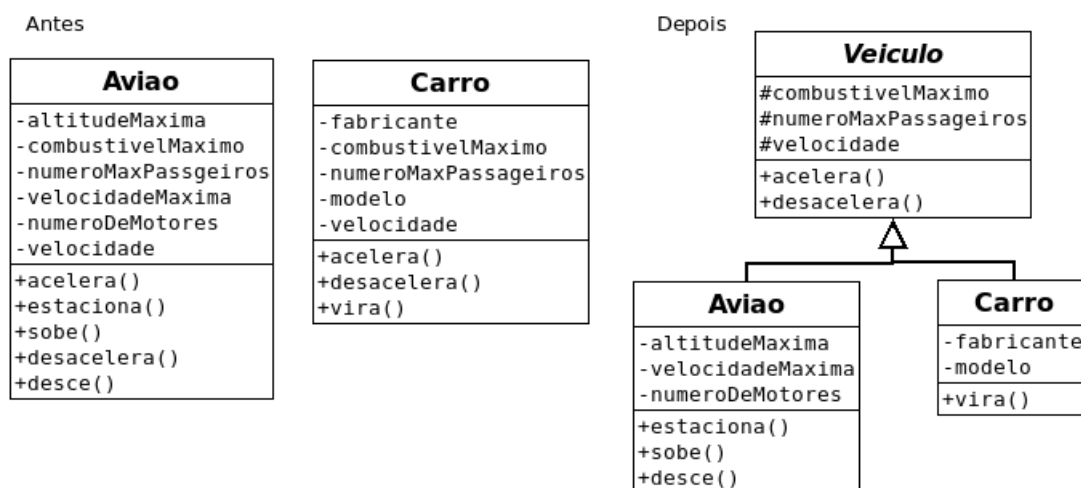 Antes
Aviao
-altitudeMaxima
-combustivelMaximo
-numeroMaxPassgeiros
-velocidadeMaxima
-numeroDeMotores
-velocidade
+acelera()
+estaciona()
+sobe()
+desacelera()
+desce()
Carro
-fabricante
-combustivelMaximo
-numeroMaxPassageiros
-modelo
-velocidade
+acelera()
+desacelera()
+vira()
Depois
Veiculo
#combustivelMaximo
#numeroMaxPassageiros
#velocidade
+acelera()
+desacelera()
Aviao
-altitudeMaxima
-velocidadeMaxima
-numeroDeMotores
+estaciona()
+sobe()
+desce()
Carro
-fabricante
-modelo
+vira()